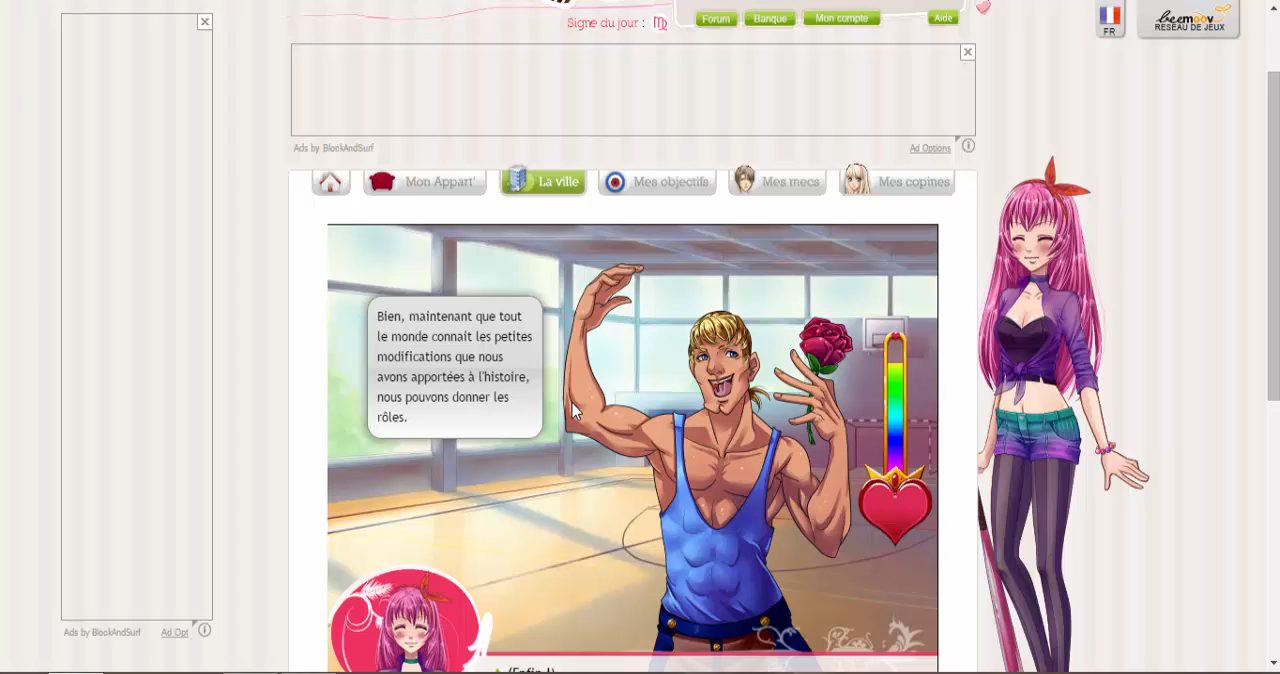 Signe du jour : ♍
Forum
Banque
Mon compte
Aide
FR
beemoov
RESEAU DE JEUX
Ads by BlockAndSurf
Ad Options
Mon Appart'
La ville
Mes objectifs
Mes mecs
Mes copines
Bien, maintenant que tout
le monde connait les petites
modifications que nous
avons apportées à l'histoire,
nous pouvons donner les
rôles.
Ads by BlockAndSurf
Ad Opt
(Enfin !)